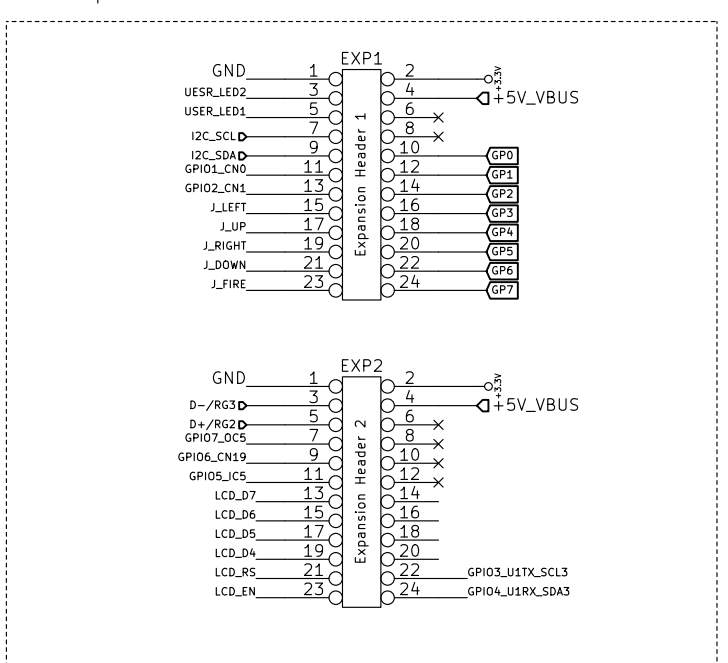 EXP1
GND 1 2 +3.3V
UESR_LED2 3 4 +5V_VBUS
USER_LED1 5 6
I2C_SCL 7 8
I2C_SDA 9 10 GP0
GPIO1_CN0 11 12 GP1
GPIO2_CN1 13 14 GP2
J_LEFT 15 16 GP3
J_UP 17 18 GP4
J_RIGHT 19 20 GP5
J_DOWN 21 22 GP6
J_FIRE 23 24 GP7
Expansion Header 1
EXP2
GND 1 2 +3.3V
D-/RG3 3 4 +5V_VBUS
D+/RG2 5 6
GPIO7_OC5 7 8
GPIO6_CN19 9 10
GPIO5_IC5 11 12
LCD_D7 13 14
LCD_D6 15 16
LCD_D5 17 18
LCD_D4 19 20
LCD_RS 21 22 GPIO3_U1TX_SCL3
LCD_EN 23 24 GPIO4_U1RX_SDA3
Expansion Header 2